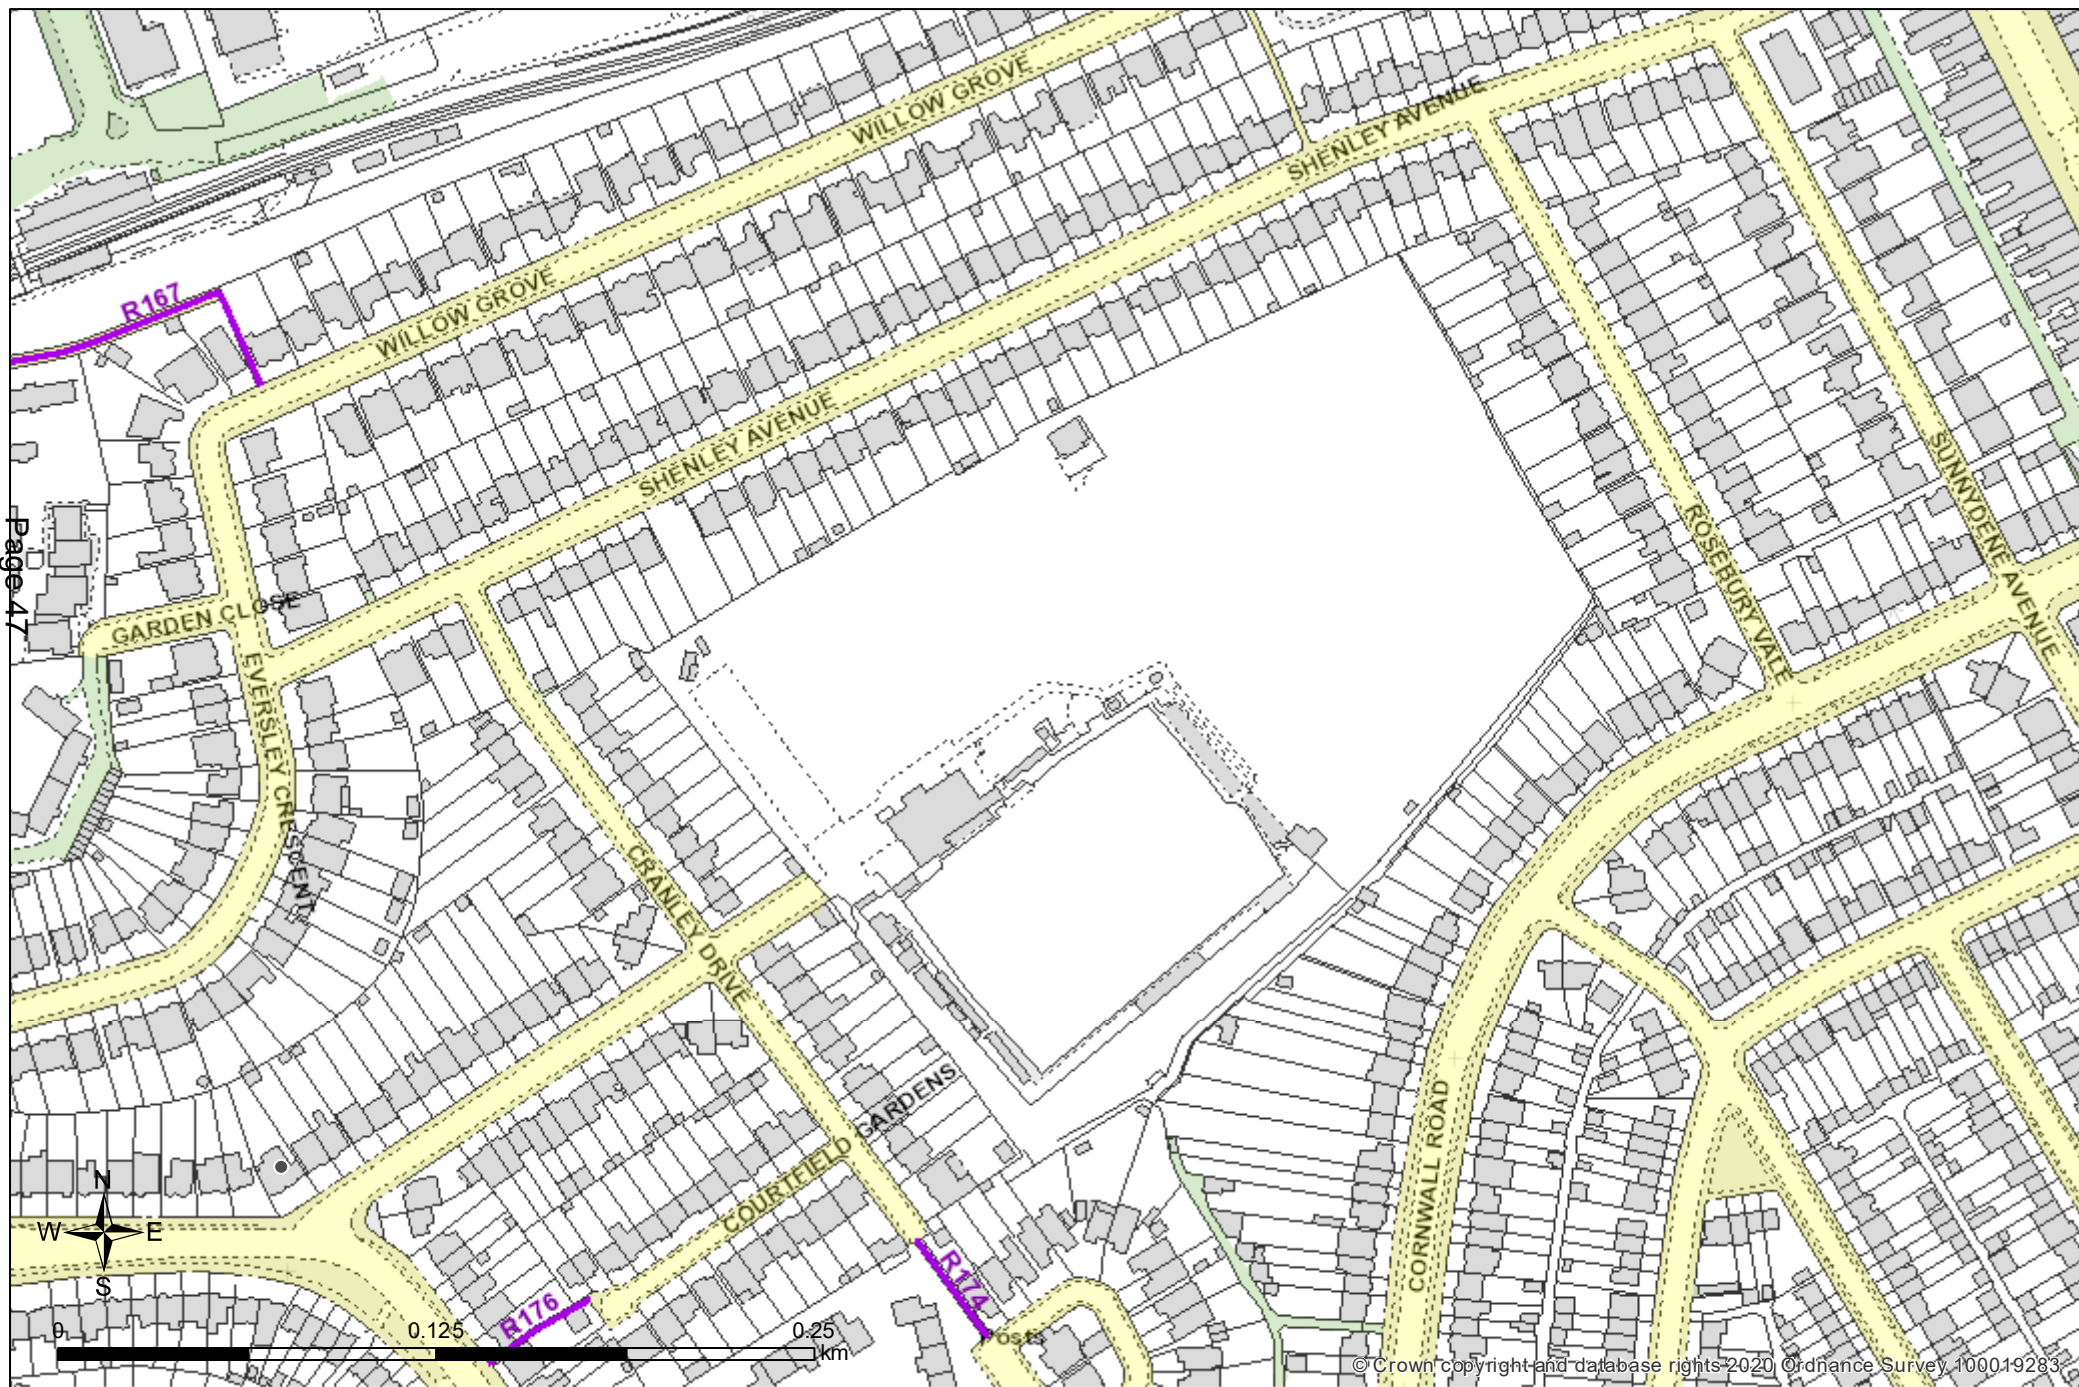 WILLOW GROVE
SHENLEY AVENUE
R167
WILLOW GROVE
SHENLEY AVENUE
SUNNYDENE AVENUE
ROSEBURY VALE
Page 47
GARDEN CLOSE
EVERSLEY CRESCENT
CRANLEY DRIVE
COURTFIELD GARDENS
CORNWALL ROAD
N
W E
S
R174
R176
Posts
0 0.125 0.25
km
© Crown copyright and database rights 2020 Ordnance Survey 100019283